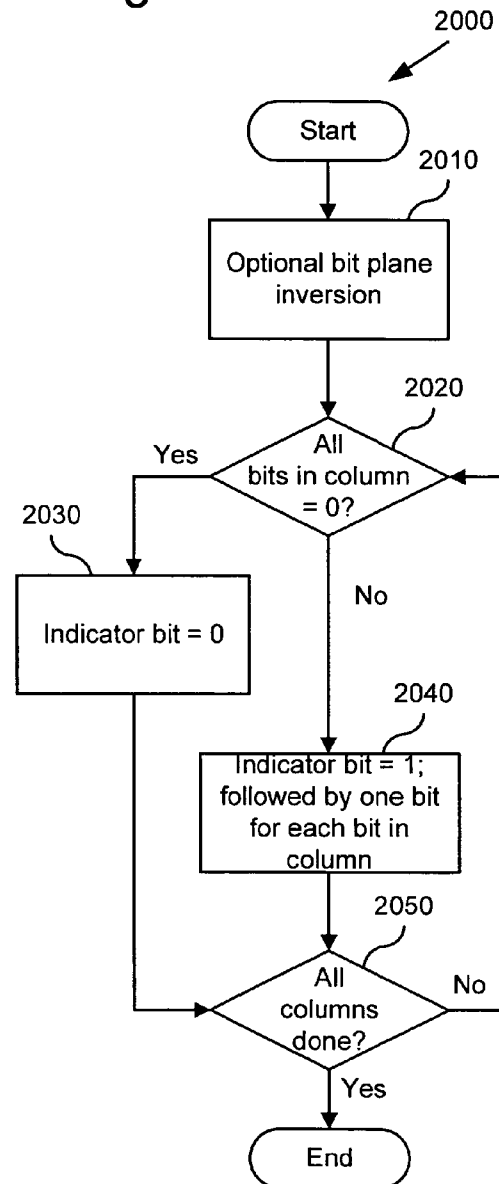 2000
Start
2010
Optional bit plane
inversion
2020
All
bits in column
= 0?
Yes
2030
No
Indicator bit = 0
2040
Indicator bit = 1;
followed by one bit
for each bit in
column
2050
All
columns
done?
No
Yes
End